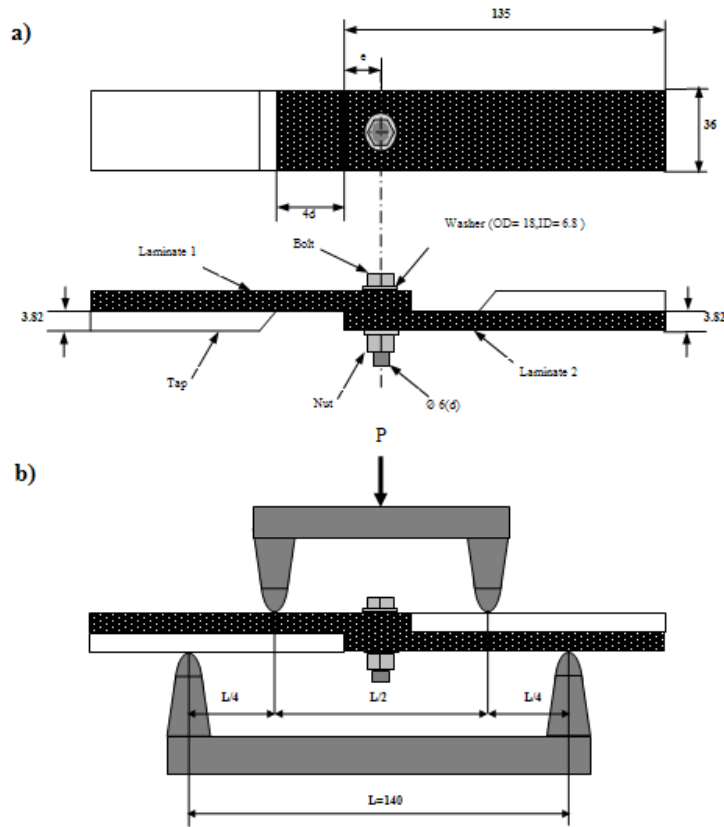 a)
135
e
36
4d
Washer (OD= 18,ID= 6.8 )
Bolt
Laminate 1
3.82
3.82
Tap
Nut
Laminate 2
Ø 6(d)
P
b)
L/4
L/2
L/4
L=140